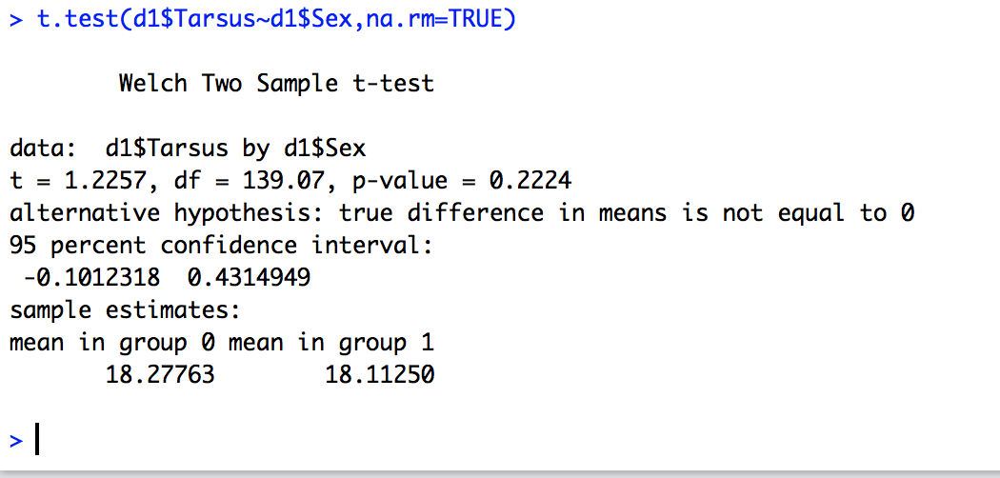 > t.test(d1$Tarsus~d1$Sex,na.rm=TRUE)
Welch Two Sample t-test
data:  d1$Tarsus by d1$Sex
t = 1.2257, df = 139.07, p-value = 0.2224
alternative hypothesis: true difference in means is not equal to 0
95 percent confidence interval:
-0.1012318  0.4314949
sample estimates:
mean in group 0 mean in group 1
18.27763        18.11250
>